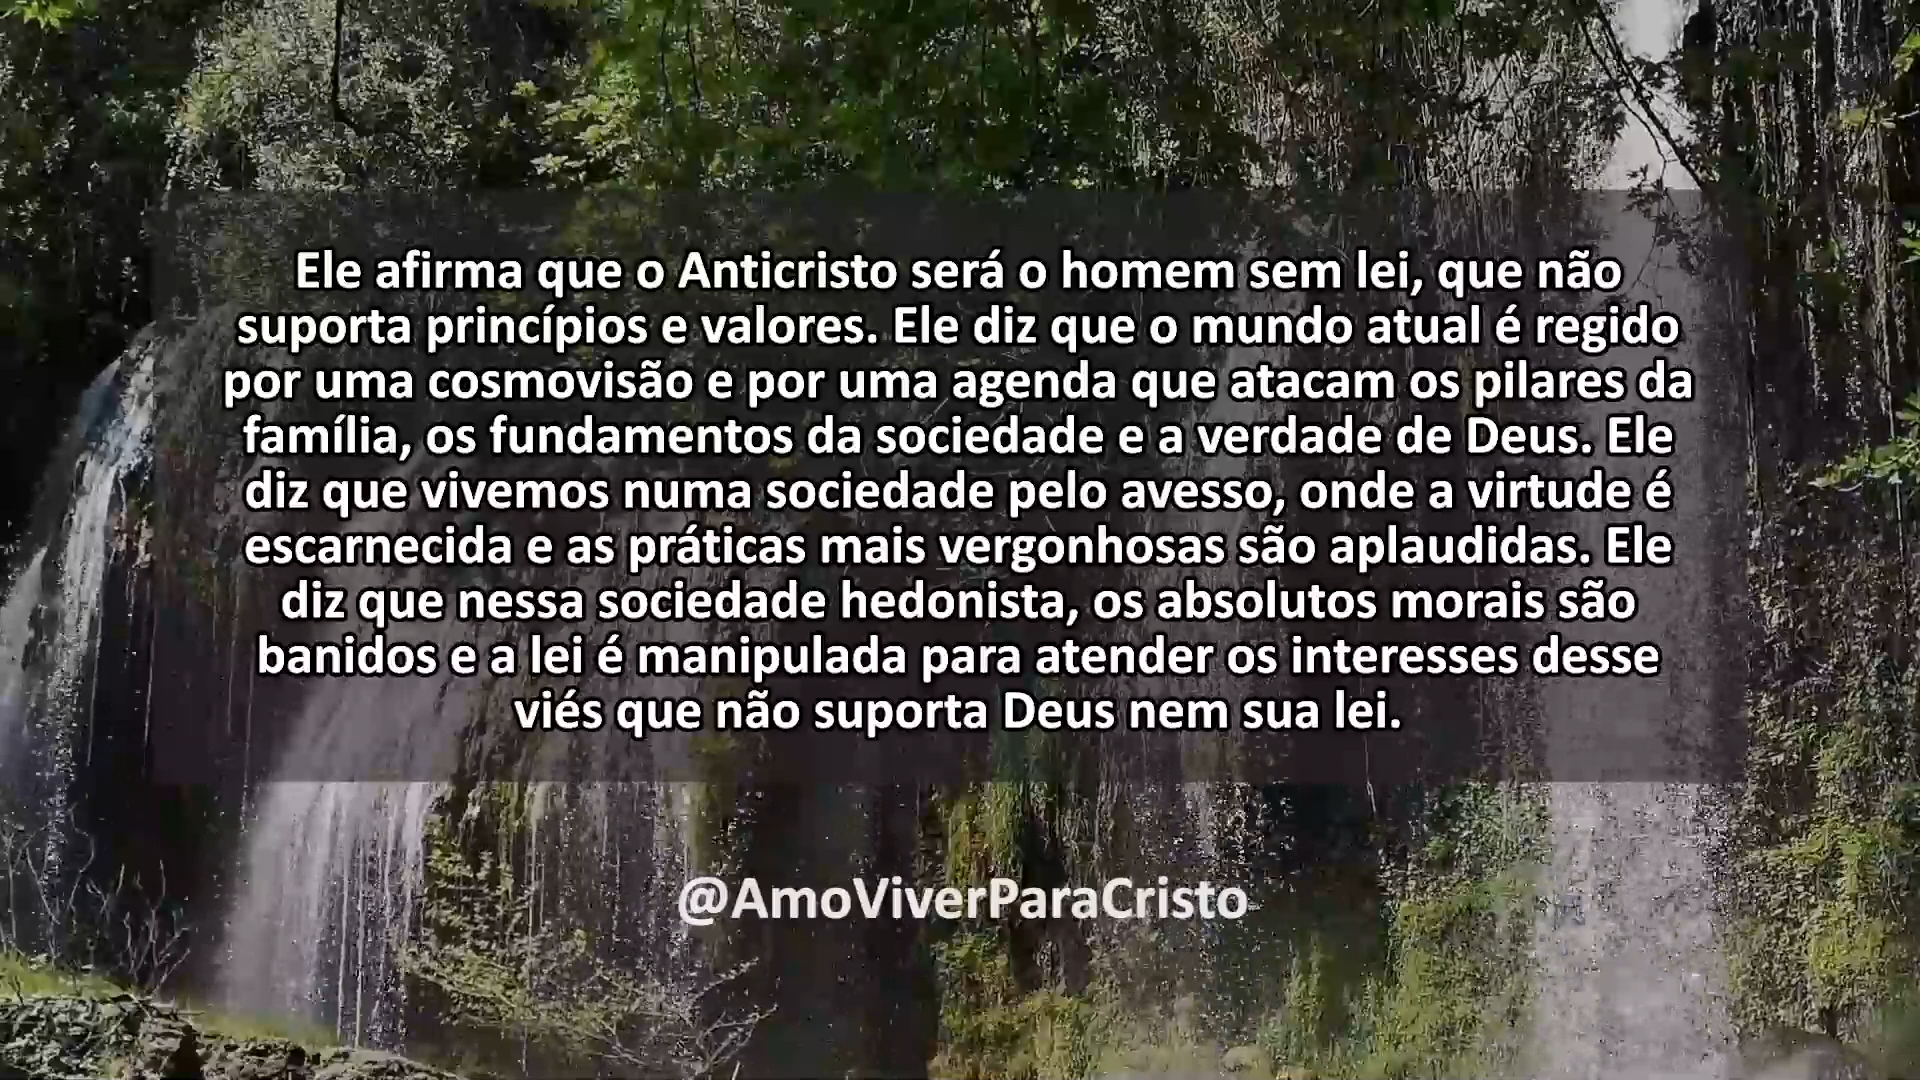 Ele afirma que o Anticristo será o homem sem lei, que não
suporta princípios e valores. Ele diz que o mundo atual é regido
por uma cosmovisão e por uma agenda que atacam os pilares da
família, os fundamentos da sociedade e a verdade de Deus. Ele
diz que vivemos numa sociedade pelo avesso, onde a virtude é
escarnecida e as práticas mais vergonhosas são aplaudidas. Ele
diz que nessa sociedade hedonista, os absolutos morais são
banidos e a lei é manipulada para atender os interesses desse
viés que não suporta Deus nem sua lei.
@AmoViverParaCristo